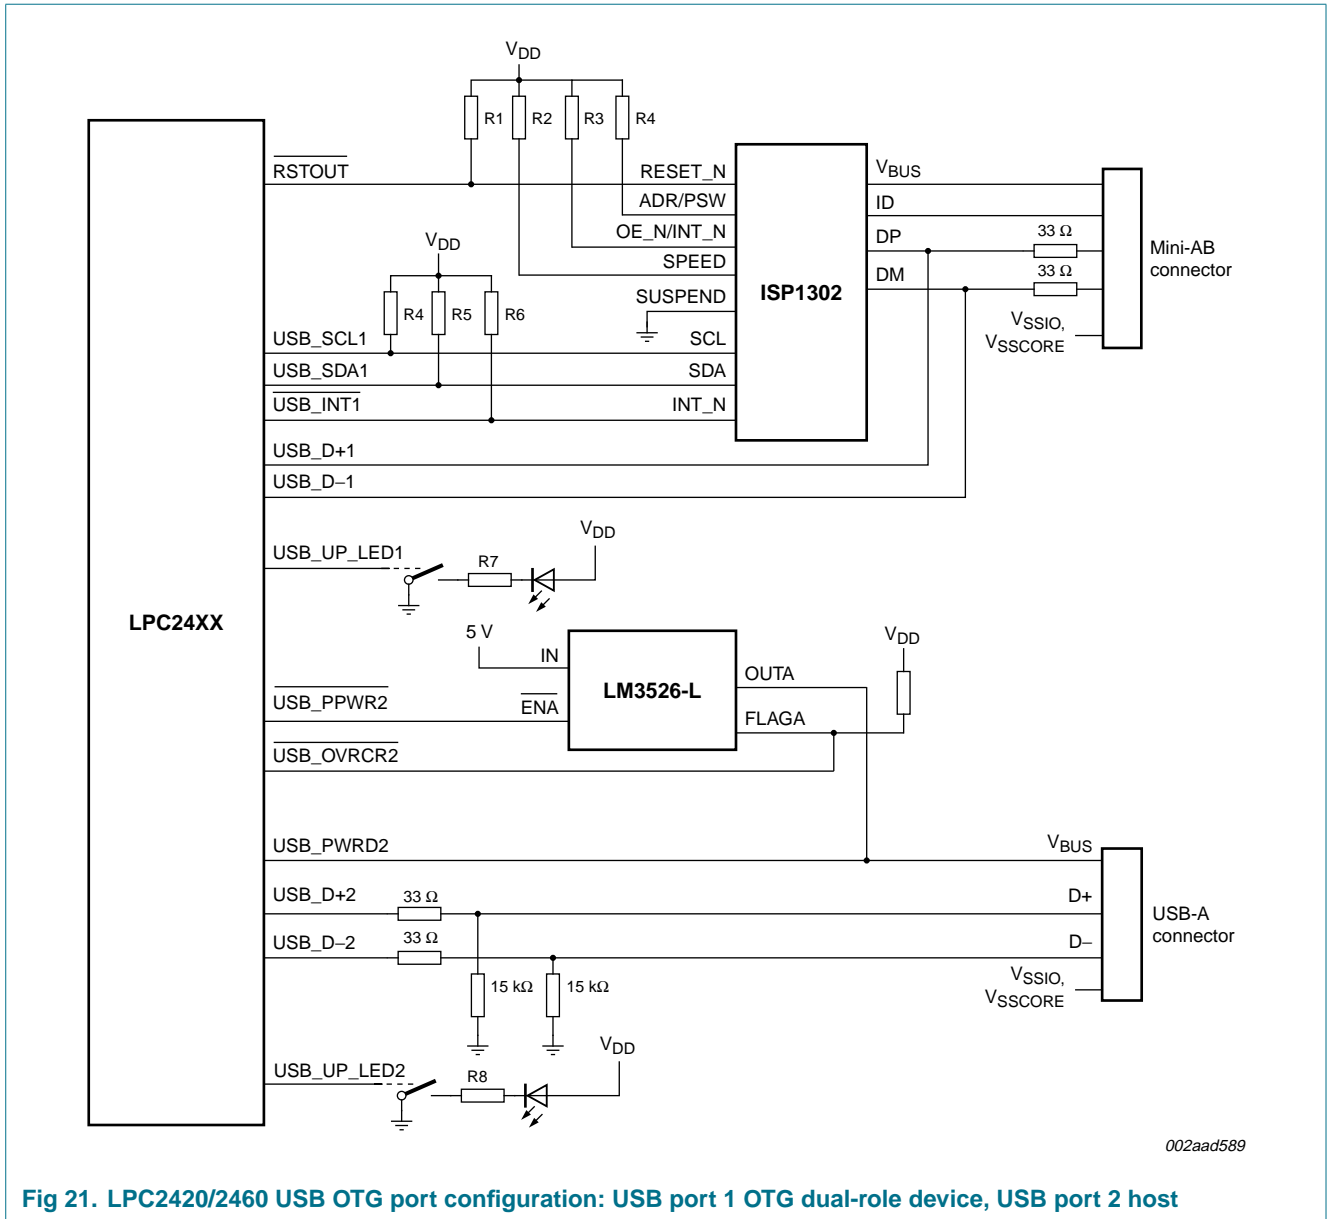 VDD
R1
R2
R3
R4
RSTOUT
RESET_N
ADR/PSW
OE_N/INT_N
SPEED
SUSPEND
VDD
R4
R5
R6
USB_SCL1
SCL
USB_SDA1
SDA
USB_INT1
INT_N
USB_D+1
USB_D−1
ISP1302
VBUS
ID
DP
33 Ω
DM
33 Ω
VSSIO,
VSSCORE
Mini-AB
connector
USB_UP_LED1
R7
VDD
LPC24XX
5 V
IN
LM3526-L
OUTA
VDD
USB_PPWR2
ENA
FLAGA
USB_OVRCR2
USB_PWRD2
VBUS
USB_D+2
33 Ω
D+
USB_D−2
33 Ω
D−
USB-A
connector
15 kΩ
15 kΩ
VSSIO,
VSSCORE
USB_UP_LED2
R8
VDD
002aad589
Fig 21. LPC2420/2460 USB OTG port configuration: USB port 1 OTG dual-role device, USB port 2 host